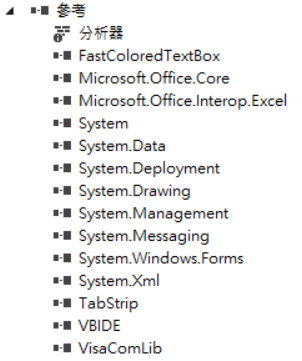 參考
分析器
FastColoredTextBox
Microsoft.Office.Core
Microsoft.Office.Interop.Excel
System
System.Data
System.Deployment
System.Drawing
System.Management
System.Messaging
System.Windows.Forms
System.Xml
TabStrip
VBIDE
VisaComLib